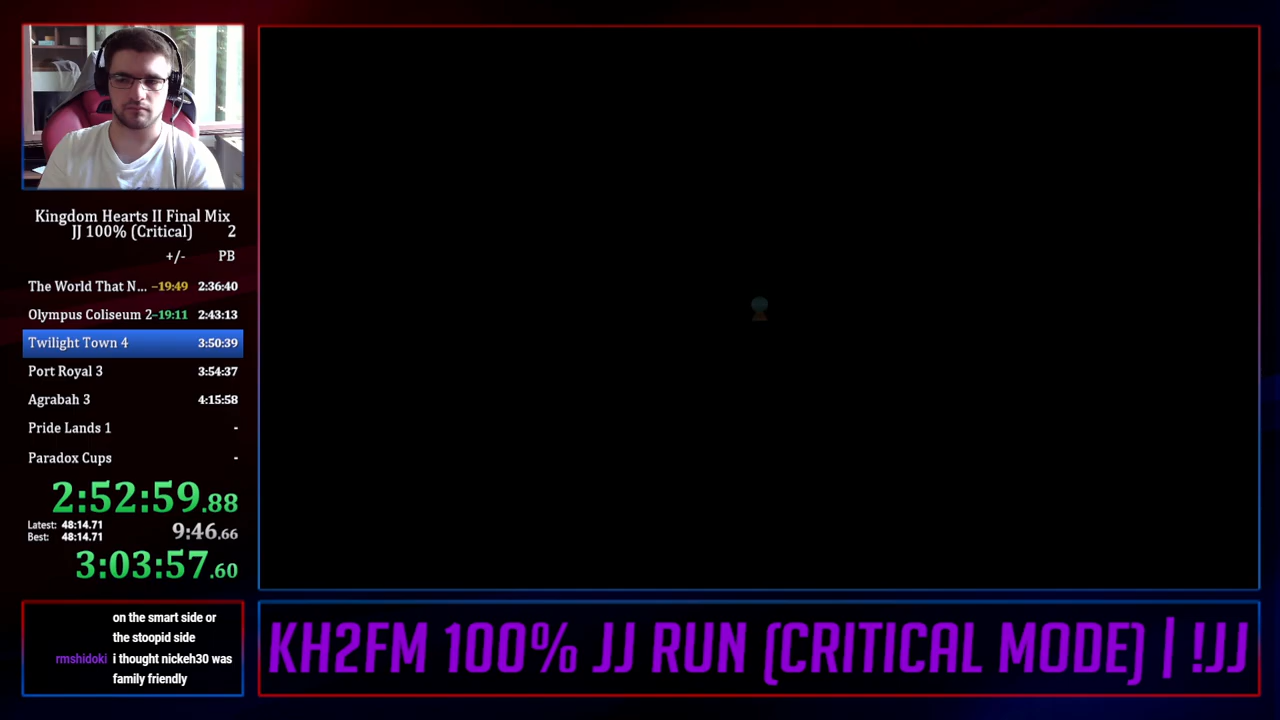 Kingdom Hearts II Final Mix
JJ 100% (Critical) 2
+/- PB
The World That N... −19:49 2:36:40
Olympus Coliseum 2 −19:11 2:43:13
Twilight Town 4 3:50:39
Port Royal 3 3:54:37
Agrabah 3 4:15:58
Pride Lands 1 -
Paradox Cups -
2:52:59.88
Latest: 48:14.71
Best: 48:14.71
9:46.66
3:03:57.60
on the smart side or
the stoopid side
rmshidoki i thought nickeh30 was
family friendly
KH2FM 100% JJ RUN (CRITICAL MODE) | !JJ